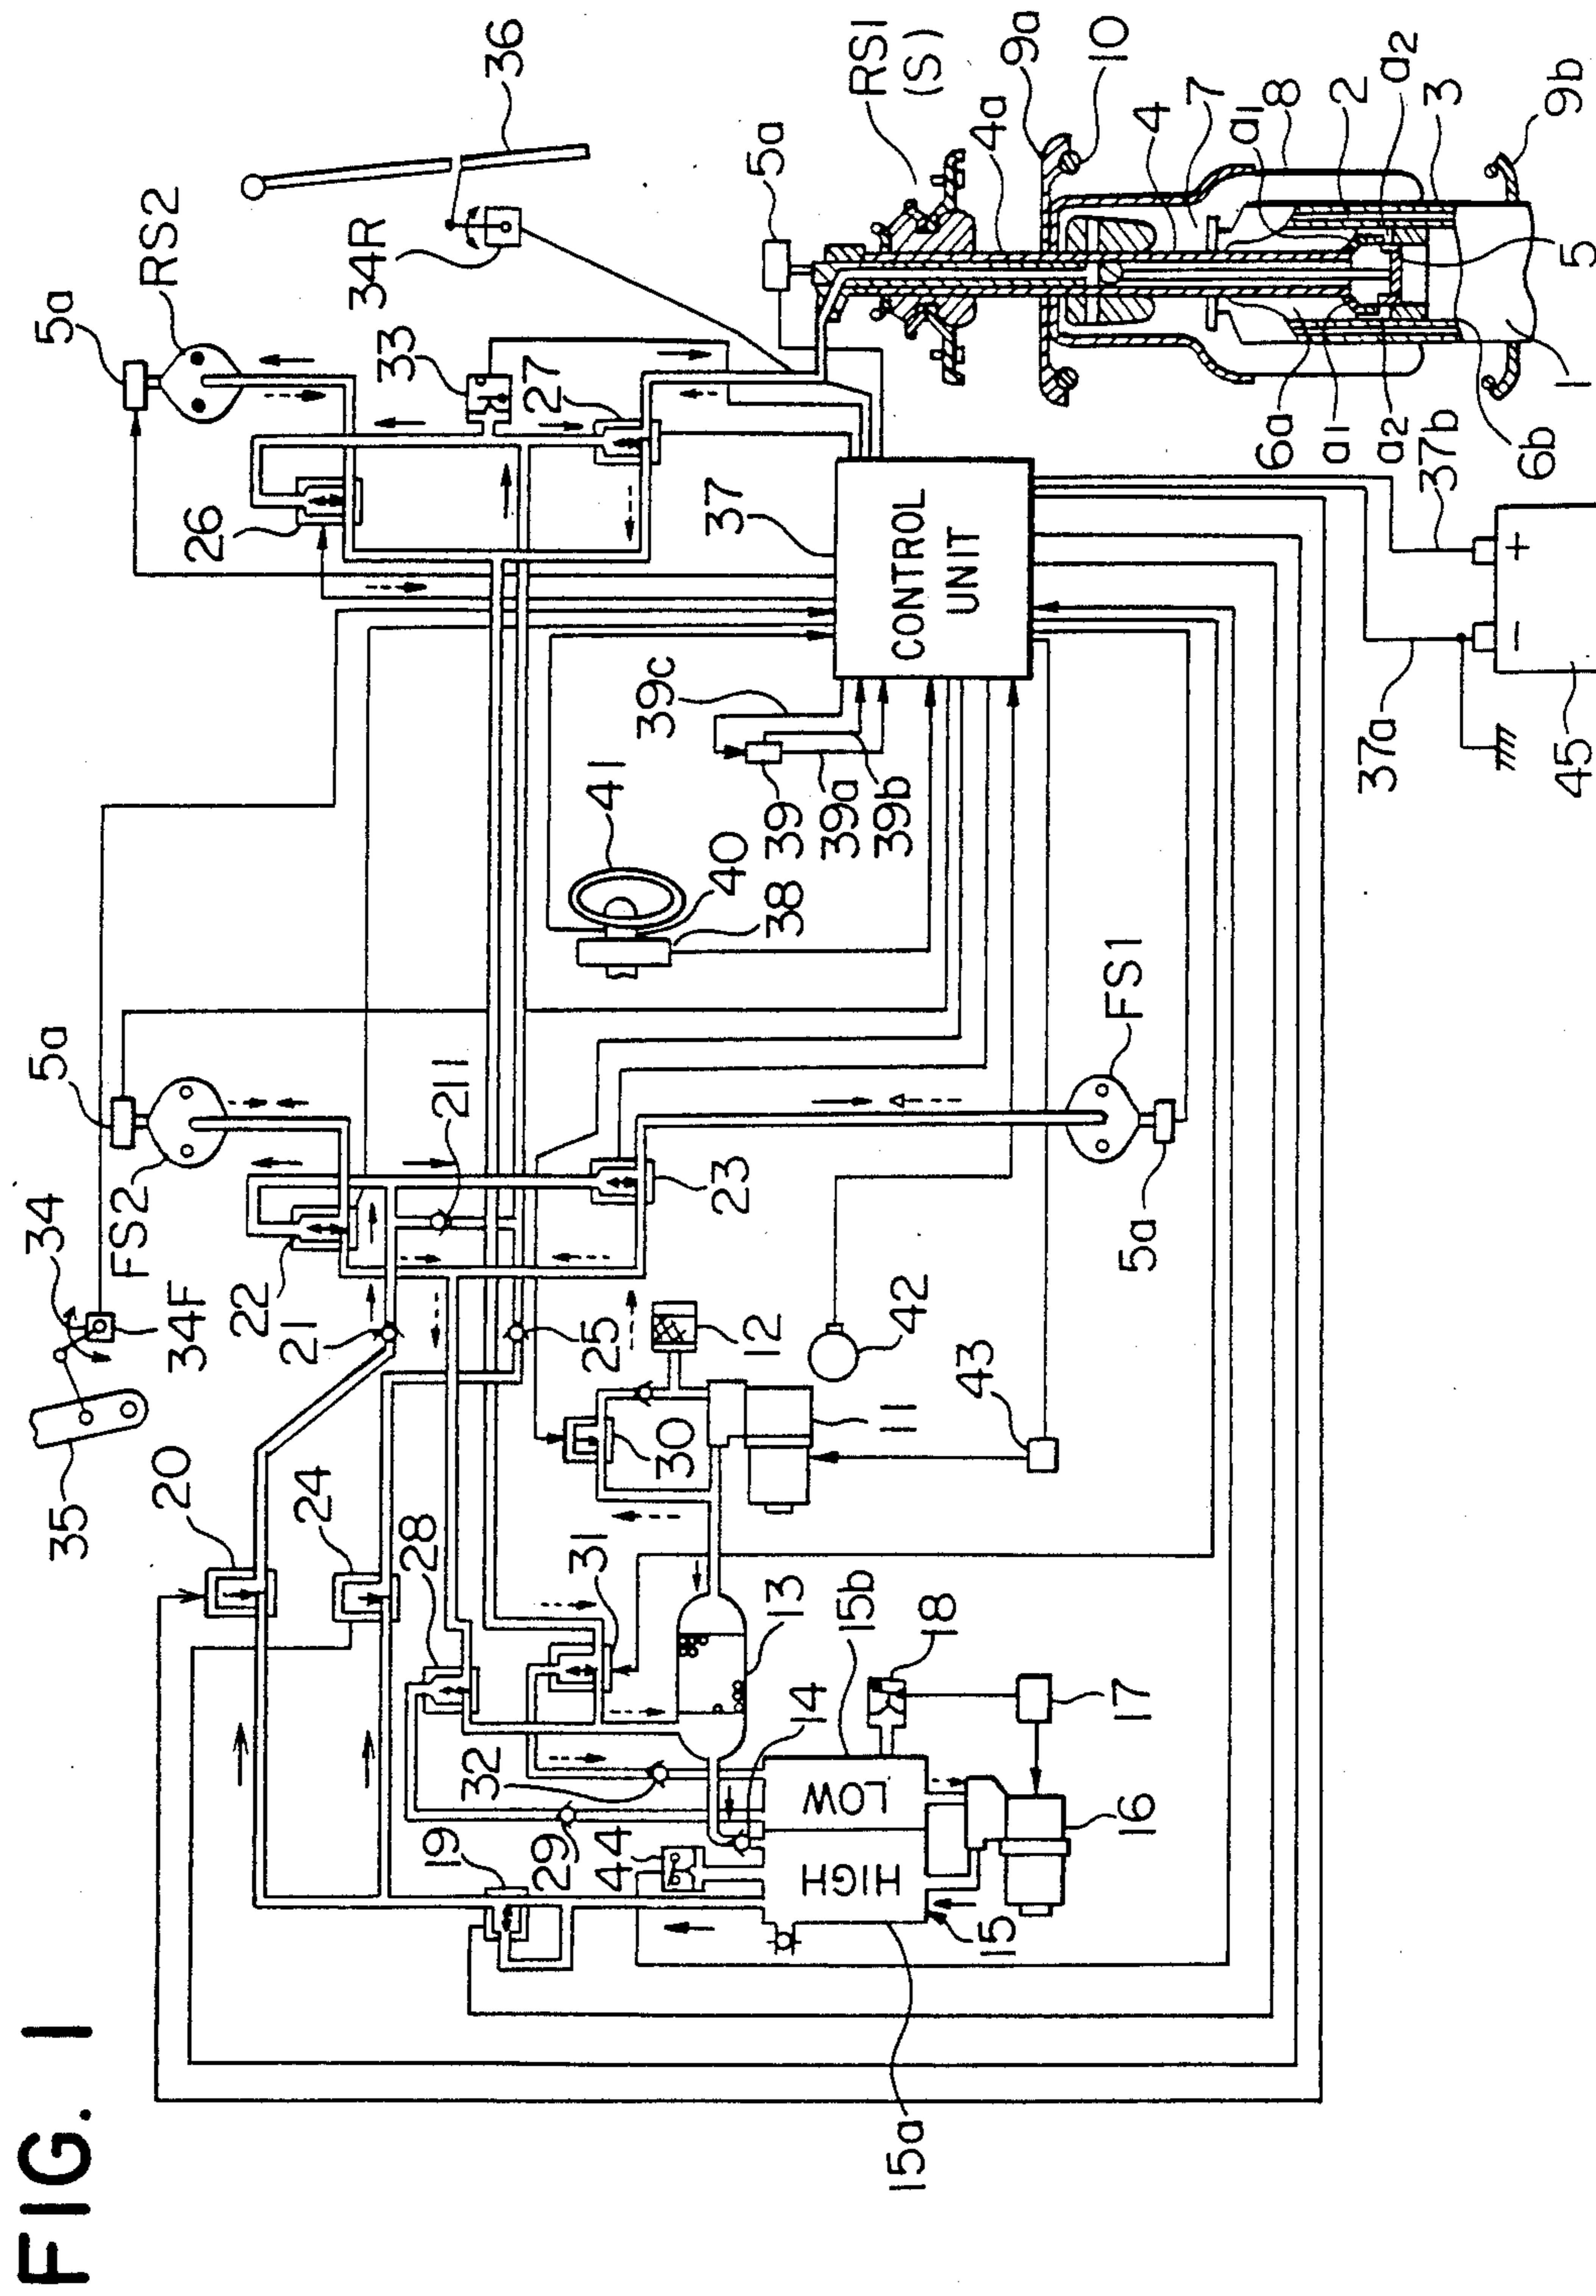 FIG. 1
35
34
34F
FS2
5a
5a
RS2
36
34R
33
27
26
20
24
22
21
211
23
25
28
31
30
12
11
13
14
32
29
19
44
HIGH
LOW
15b
18
17
16
15
15a
43
42
FS1
5a
41
40
38
39
39a
39b
39c
37
CONTROL
UNIT
37a
37b
+
−
45
5a
RS1
(S)
4a
9a
10
4
7
a1
8
2
a2
3
9b
5
1
6a
a1
a2
6b